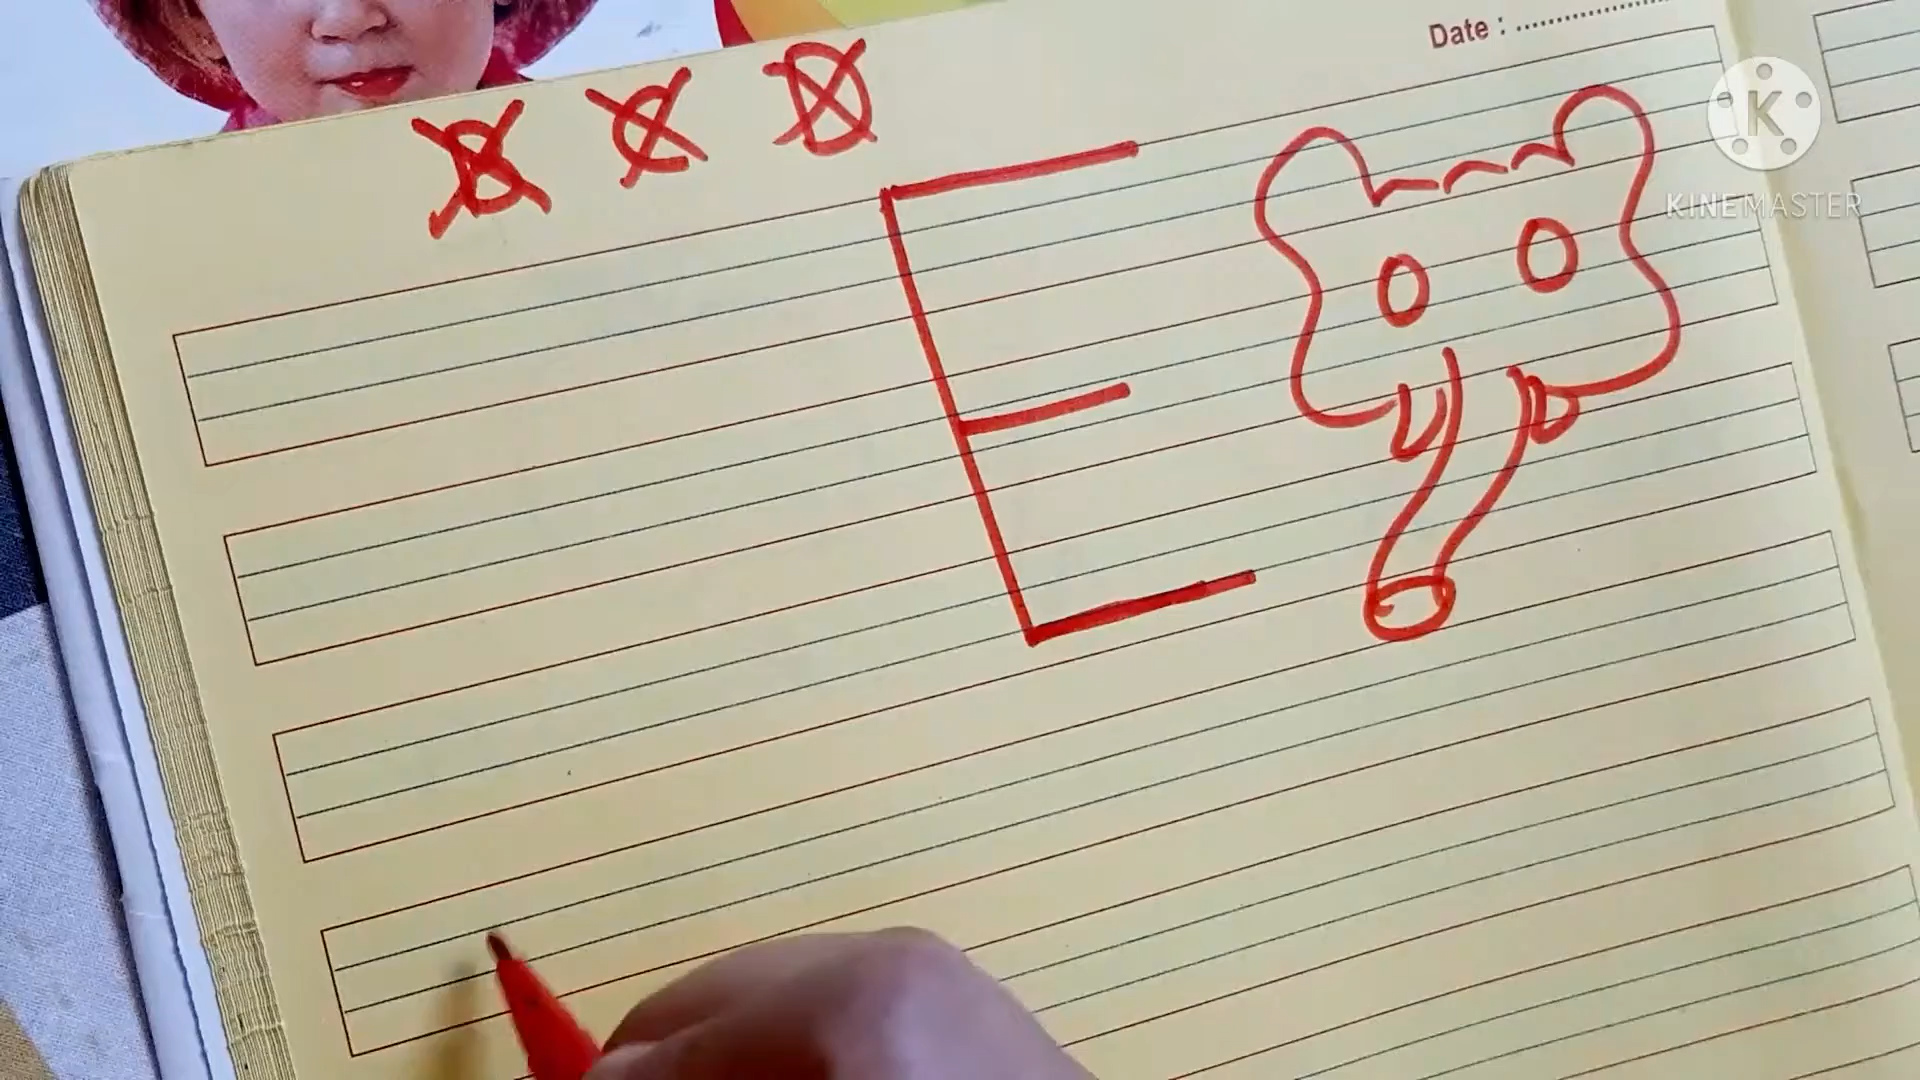 Date : ....................
B C D
E
K
KINEMASTER